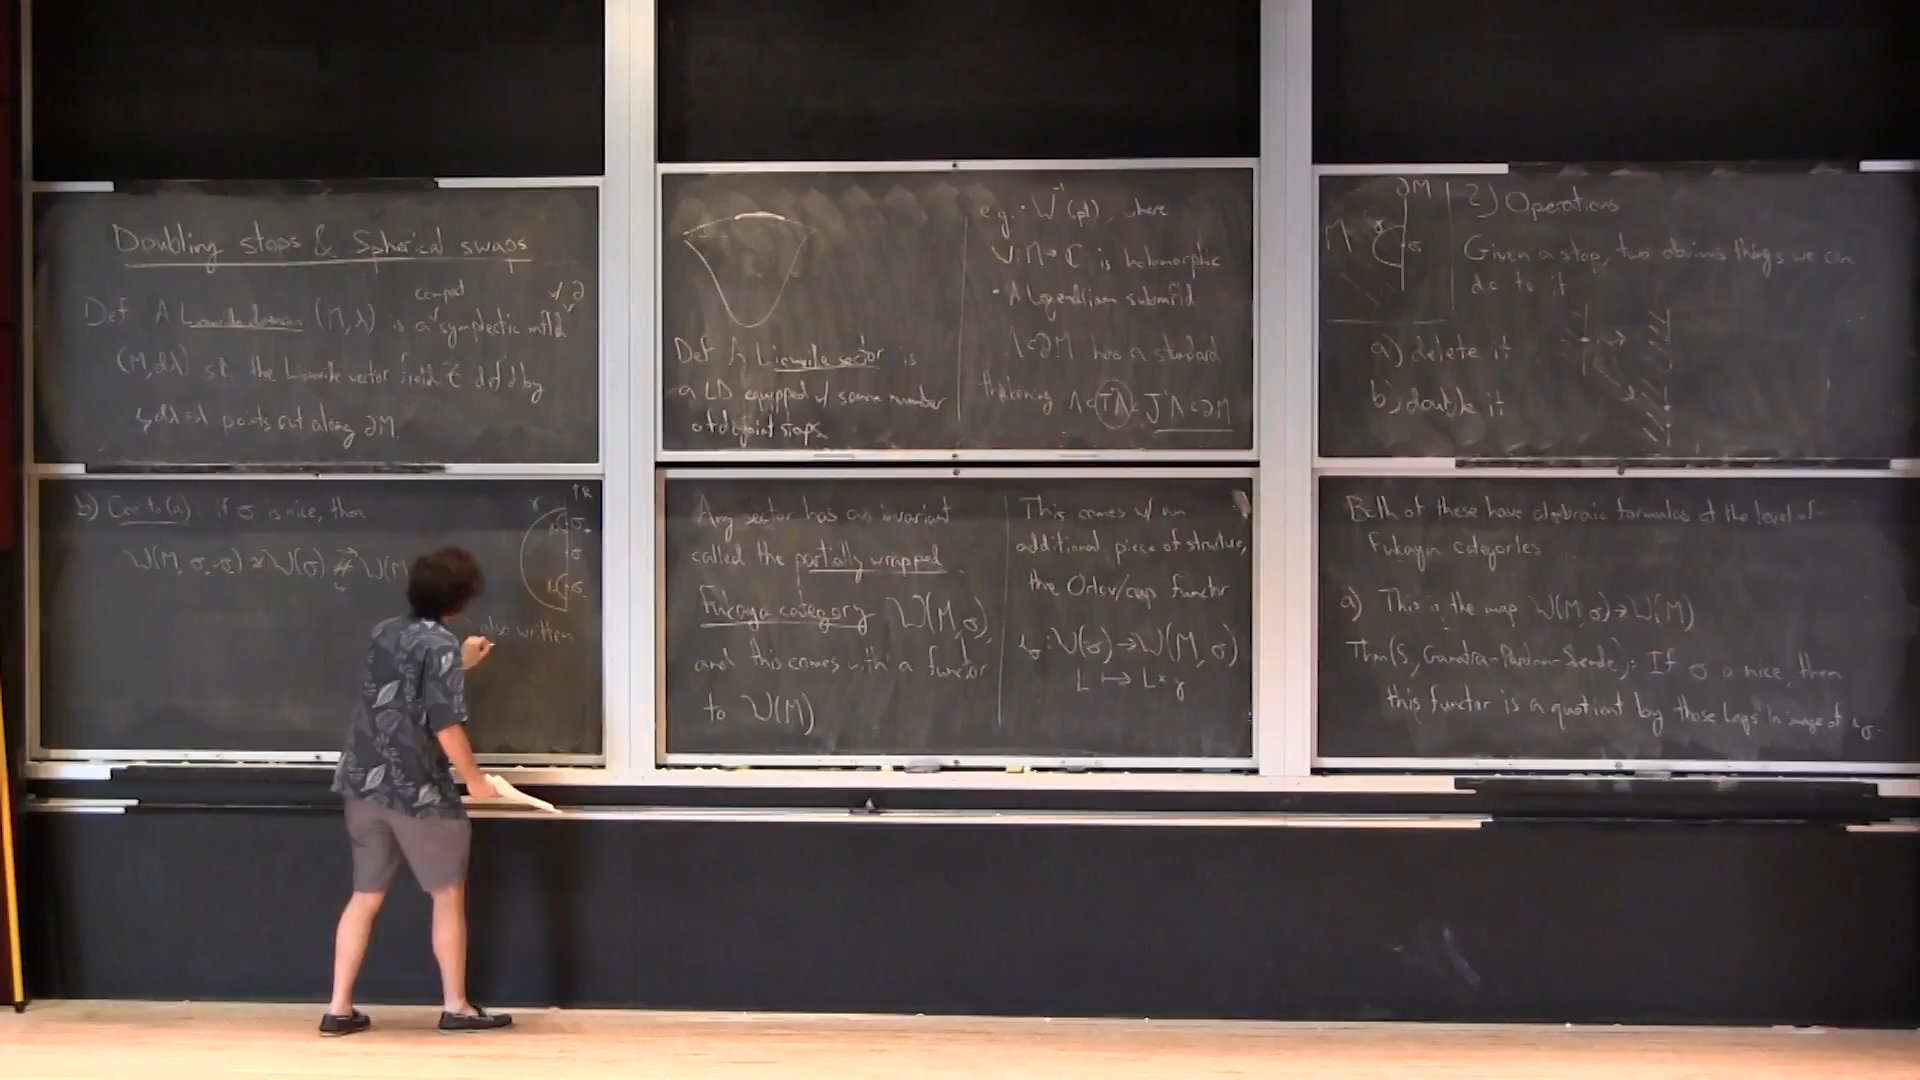 Doubling stops & Spherical swaps
Def A Liouville domain (M,λ) is a compact symplectic mfld w/ ∂
(M,dλ) s.t. the Liouville vector field Z def'd by
ι_Z dλ=λ points out along ∂M.
Def A Liouville sector is
a LD equipped w/ some number
of disjoint stops
e.g. • W⁻¹(pt), where
W: M→ℂ is holomorphic
• A Legendrian submfld
Λ⊂∂M has a standard
thickening Λ⊂T*Λ⊂J¹Λ⊂∂M
M γ σ ∂M
2) Operations
Given a stop, two obvious things we can
do to it
a) delete it
b) double it
b) Cor to (a): if σ is nice, then
also written
γ ↑R
σ₊
σ
σ₋
Any sector has an invariant
called the partially wrapped
Fukaya category W(M,σ),
and this comes with a functor
to W(M)
This comes w/ an
additional piece of structure,
the Orlov/cup functor
ι_σ: W(σ)→W(M,σ)
L ↦ L×γ
Both of these have algebraic formulas at the level of
Fukaya categories
a) This is the map W(M,σ)→W(M)
Thm(S, Ganatra-Pardon-Shende): If σ is nice, then
this functor is a quotient by those Lags in image of ι_σ.